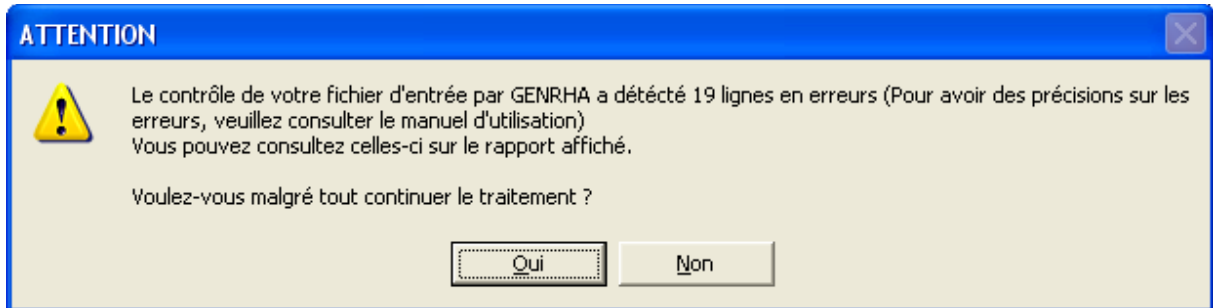 ATTENTION
Le contrôle de votre fichier d'entrée par GENRHA a détécté 19 lignes en erreurs (Pour avoir des précisions sur les
erreurs, veuillez consulter le manuel d'utilisation)
Vous pouvez consultez celles-ci sur le rapport affiché.
Voulez-vous malgré tout continuer le traitement ?
Oui
Non